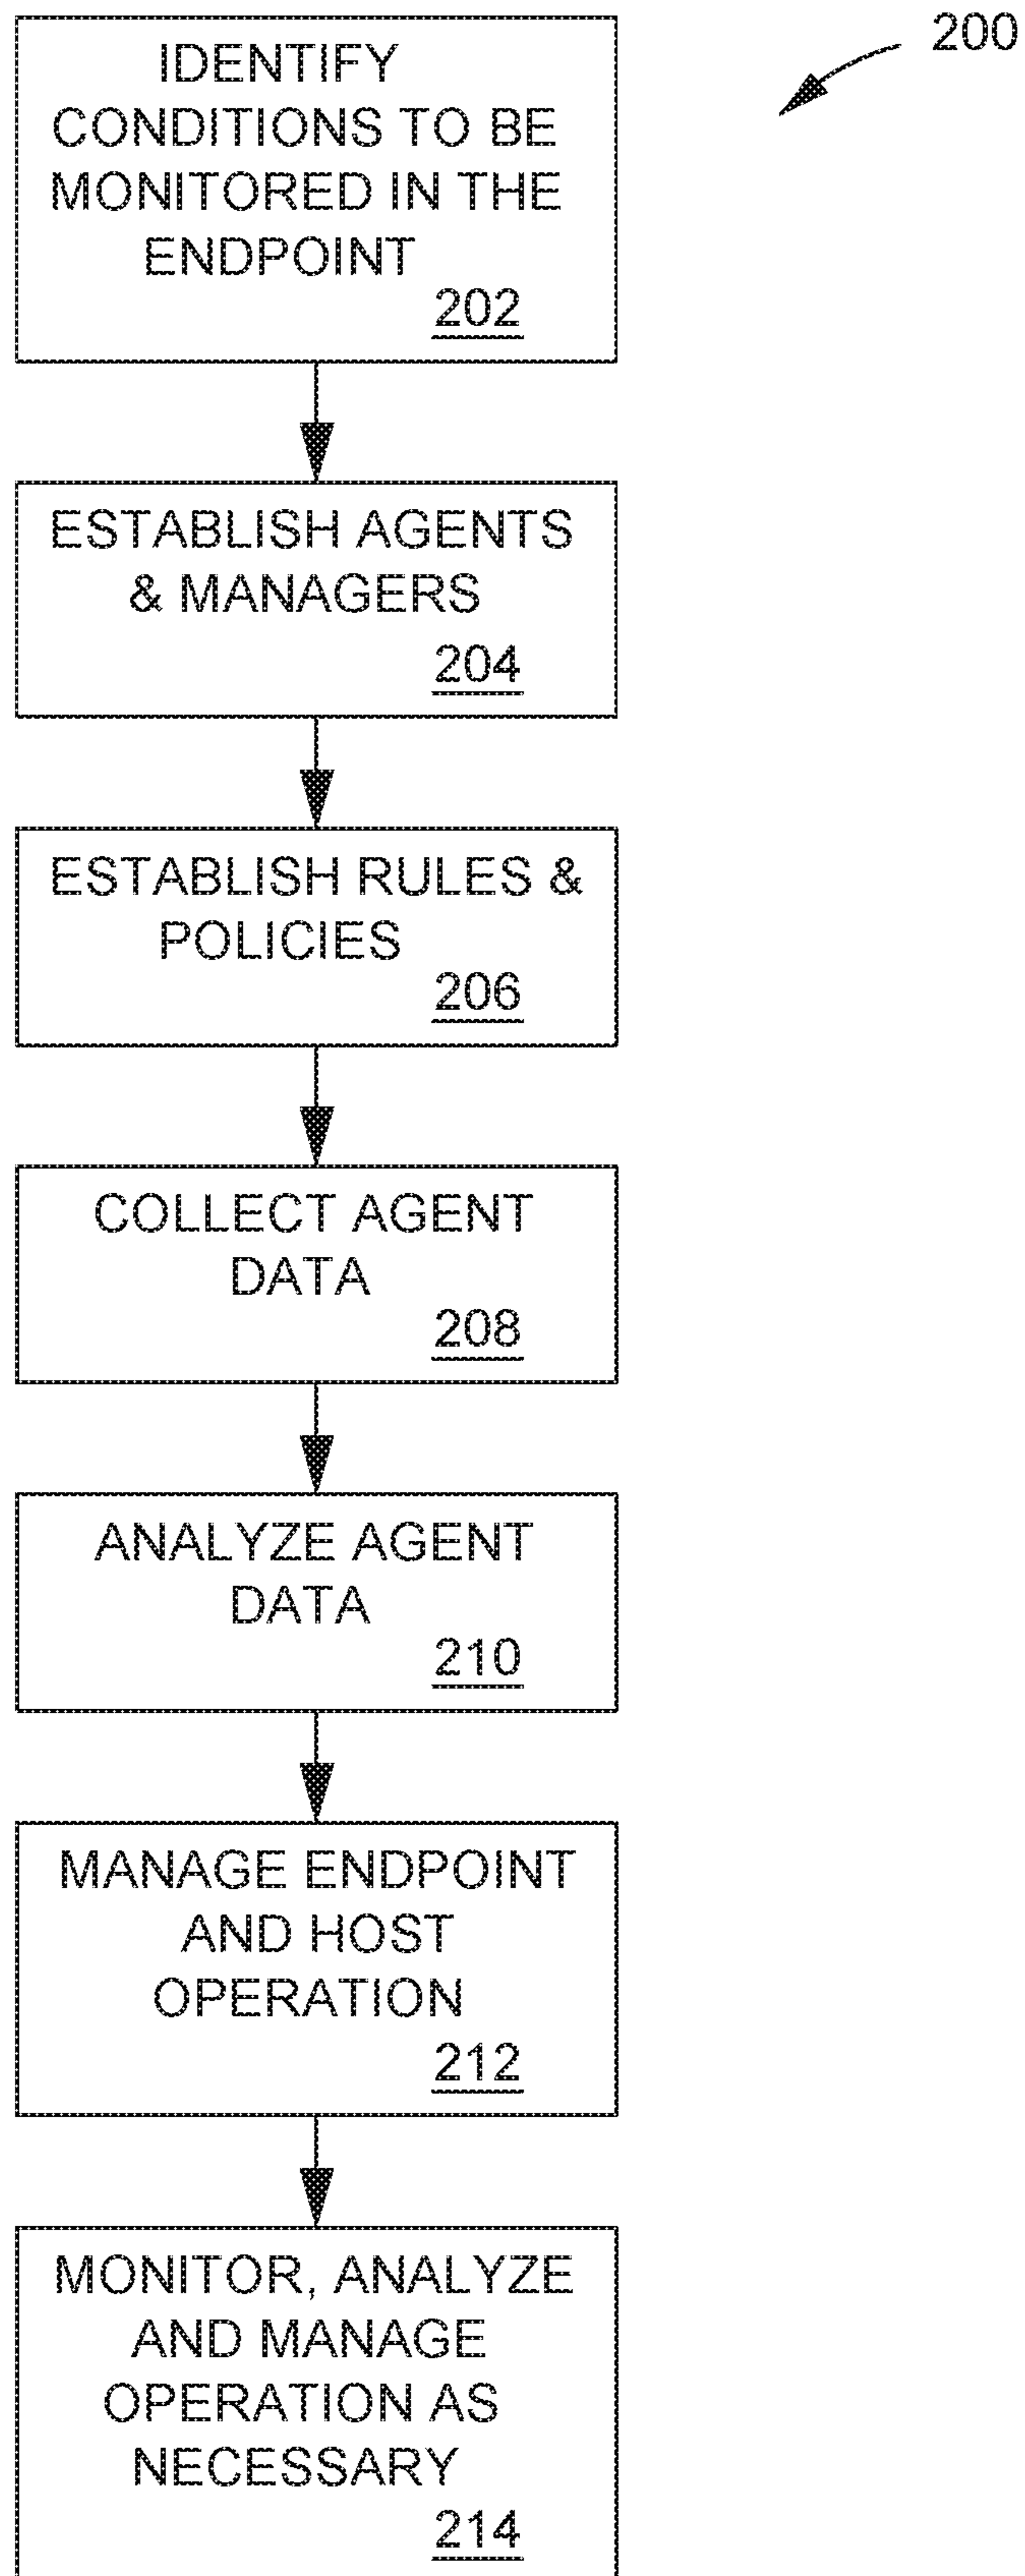 200
IDENTIFY
CONDITIONS TO BE
MONITORED IN THE
ENDPOINT
202
ESTABLISH AGENTS
& MANAGERS
204
ESTABLISH RULES &
POLICIES
206
COLLECT AGENT
DATA
208
ANALYZE AGENT
DATA
210
MANAGE ENDPOINT
AND HOST
OPERATION
212
MONITOR, ANALYZE
AND MANAGE
OPERATION AS
NECESSARY
214